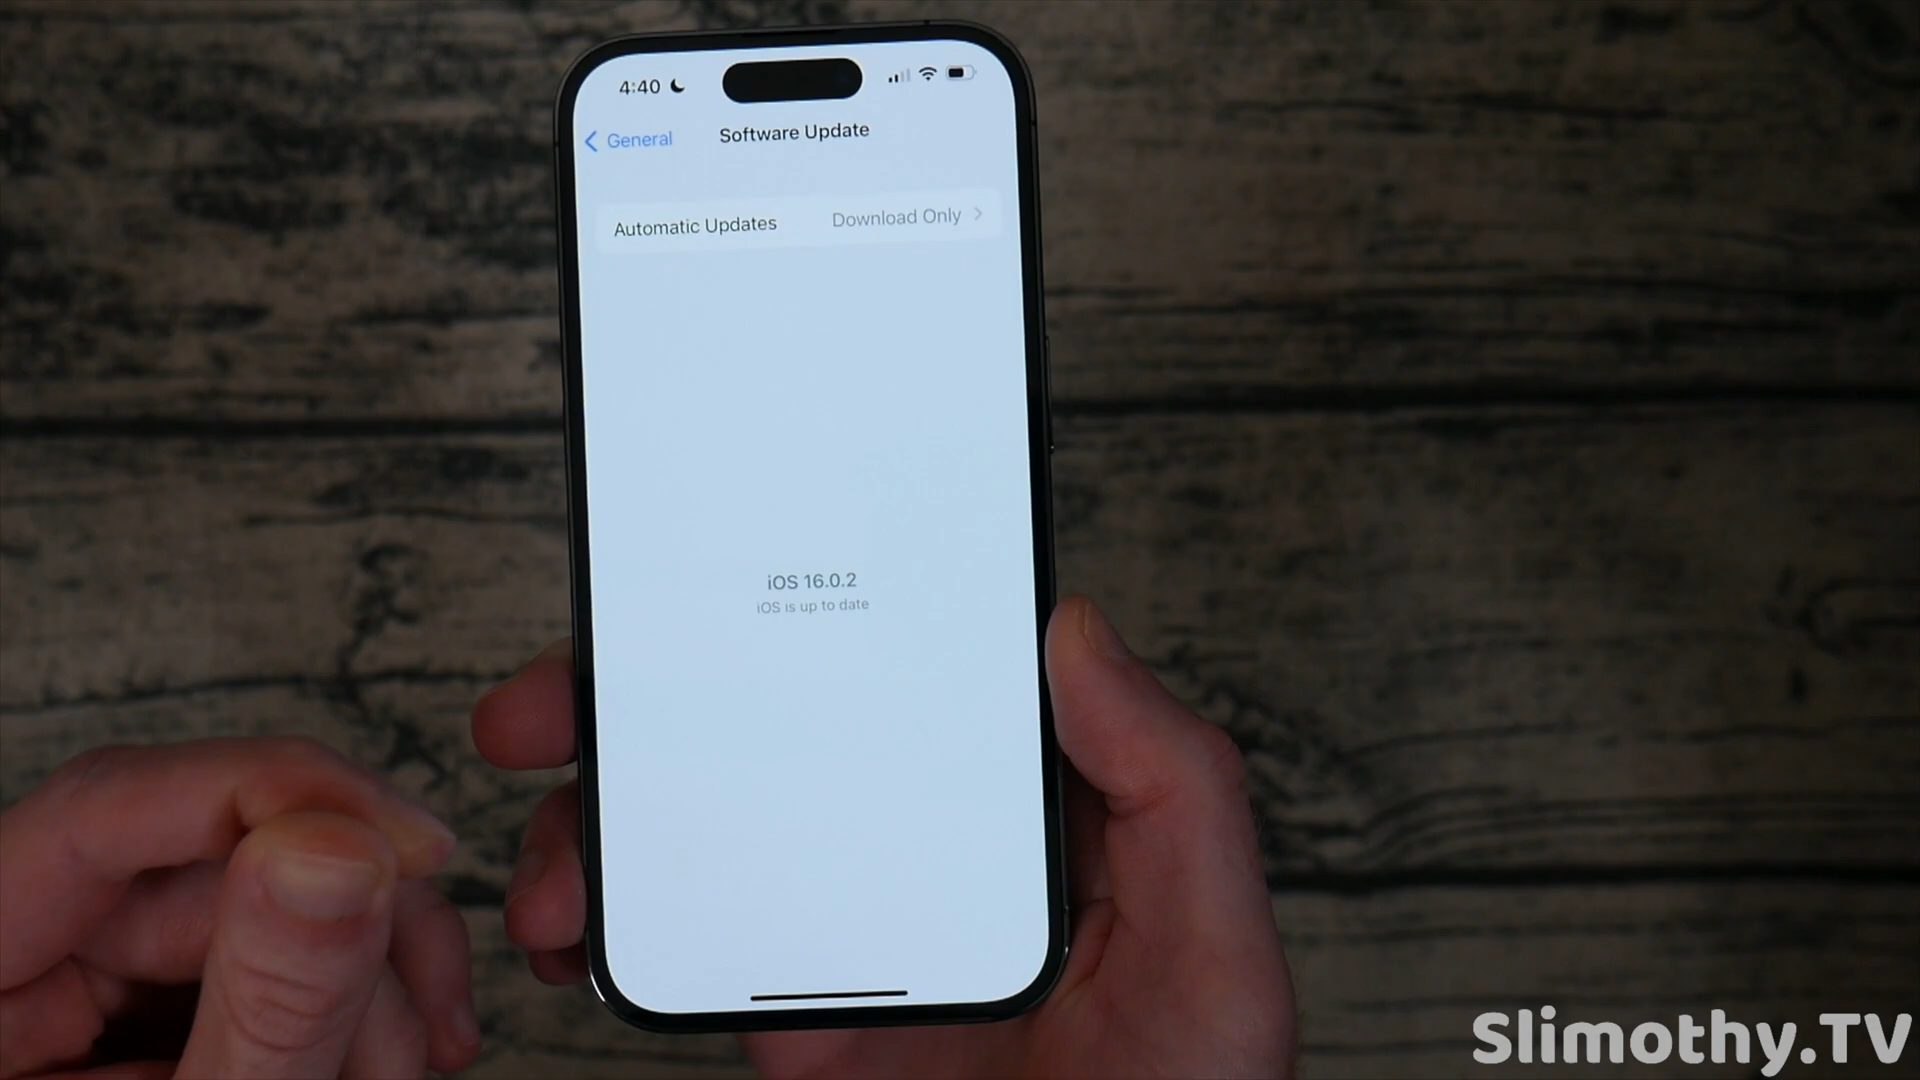 4:40
General
Software Update
Automatic Updates Download Only
iOS 16.0.2
iOS is up to date
Slimothy.TV